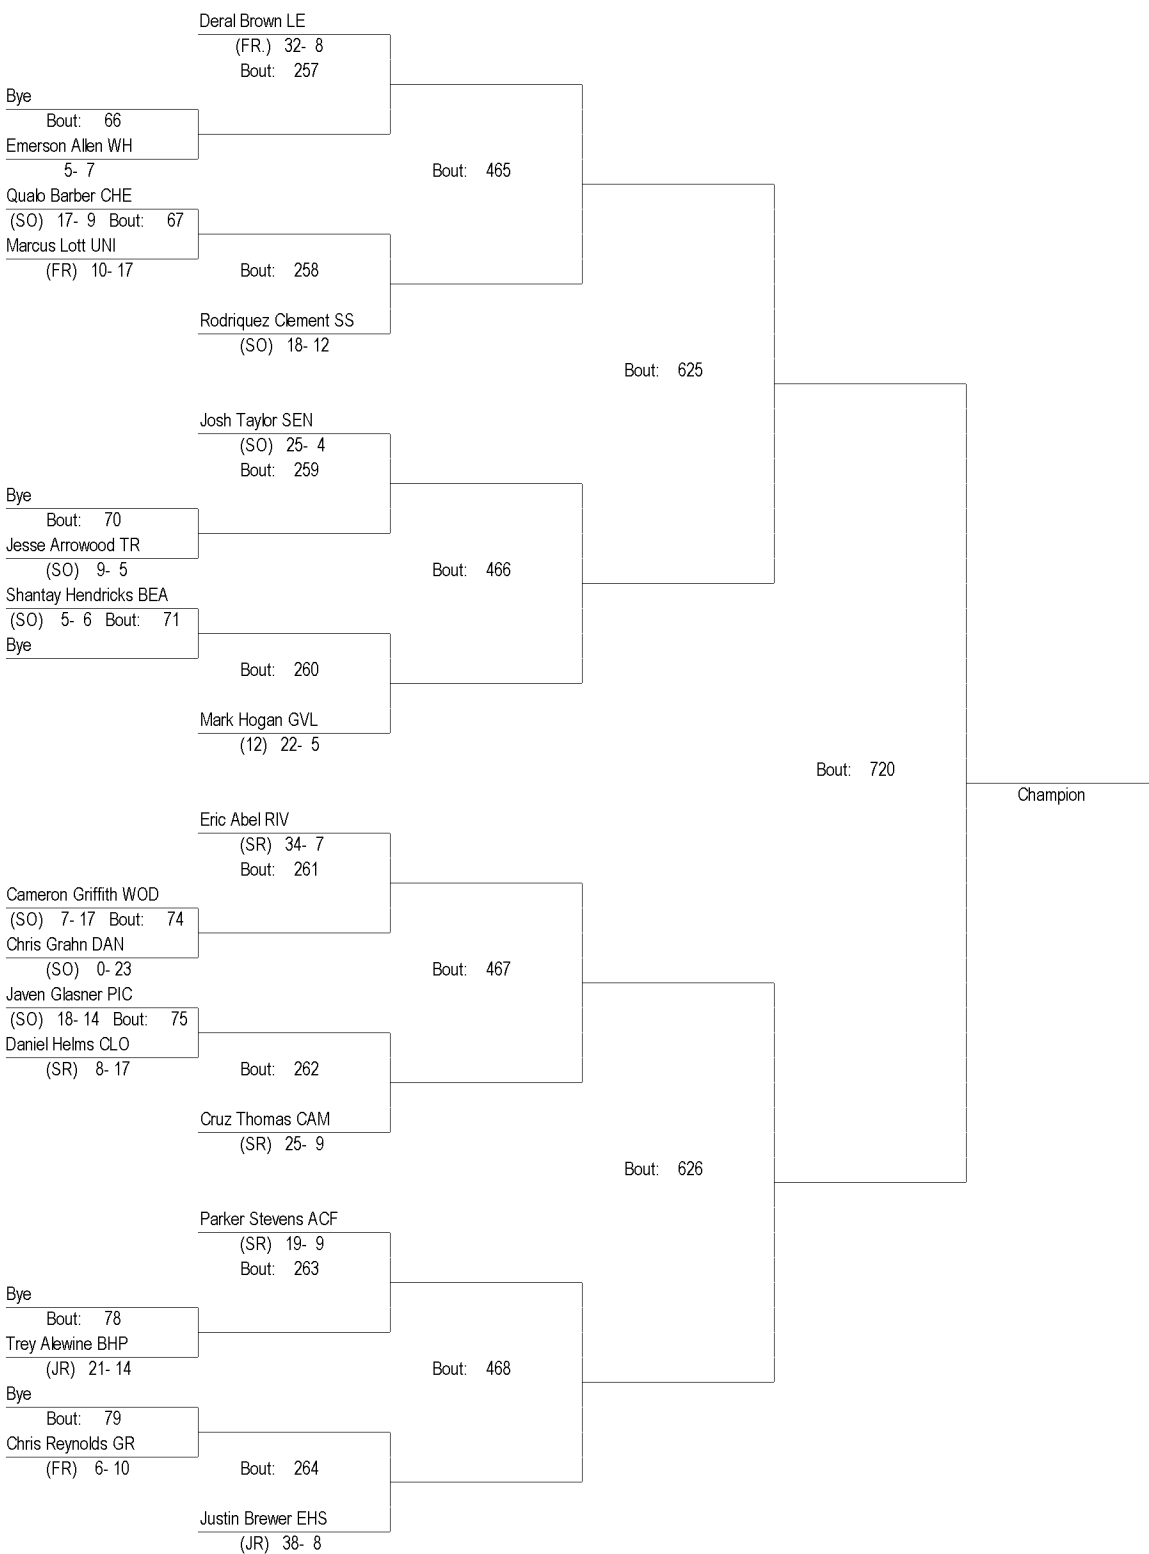 Deral Brown LE
(FR.) 32- 8
Bout: 257
Bye
Bout: 66
Emerson Allen WH
5- 7
Bout: 465
Qualo Barber CHE
(SO) 17- 9 Bout: 67
Marcus Lott UNI
(FR) 10- 17
Bout: 258
Rodriquez Clement SS
(SO) 18- 12
Bout: 625
Josh Taylor SEN
(SO) 25- 4
Bout: 259
Bye
Bout: 70
Jesse Arrowood TR
(SO) 9- 5
Bout: 466
Shantay Hendricks BEA
(SO) 5- 6 Bout: 71
Bye
Bout: 260
Mark Hogan GVL
(12) 22- 5
Bout: 720
Champion
Eric Abel RIV
(SR) 34- 7
Bout: 261
Cameron Griffith WOD
(SO) 7- 17 Bout: 74
Chris Grahn DAN
(SO) 0- 23
Bout: 467
Javen Glasner PIC
(SO) 18- 14 Bout: 75
Daniel Helms CLO
(SR) 8- 17
Bout: 262
Cruz Thomas CAM
(SR) 25- 9
Bout: 626
Parker Stevens ACF
(SR) 19- 9
Bout: 263
Bye
Bout: 78
Trey Alewine BHP
(JR) 21- 14
Bout: 468
Bye
Bout: 79
Chris Reynolds GR
(FR) 6- 10
Bout: 264
Justin Brewer EHS
(JR) 38- 8